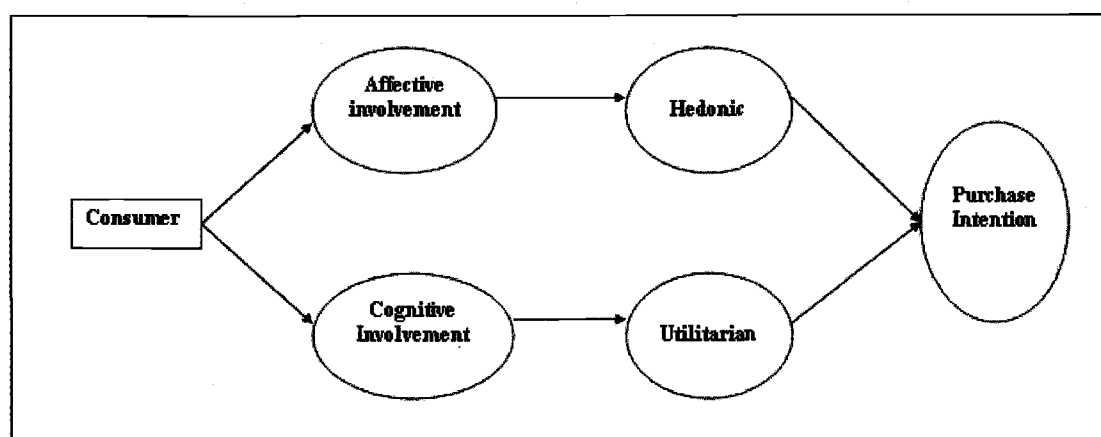 Affective
involvement
Hedonic
Consumer
Purchase
Intention
Cognitive
Involvement
Utilitarian